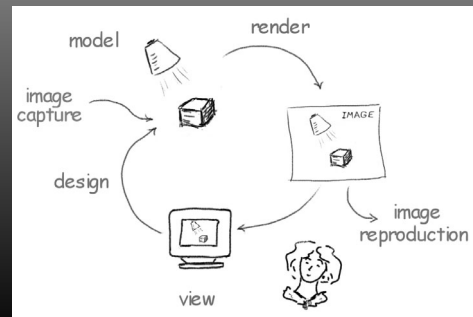 model
render
image
capture
IMAGE
design
image
reproduction
view